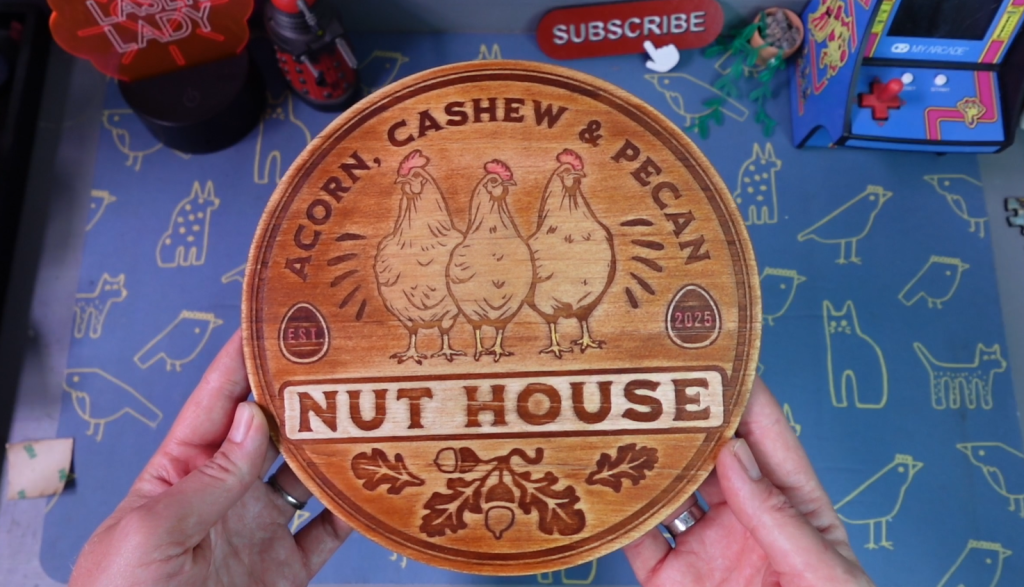 LASER
LADY
SUBSCRIBE
MY ARCADE
ACORN, CASHEW & PECAN
EST.
2025
NUT HOUSE